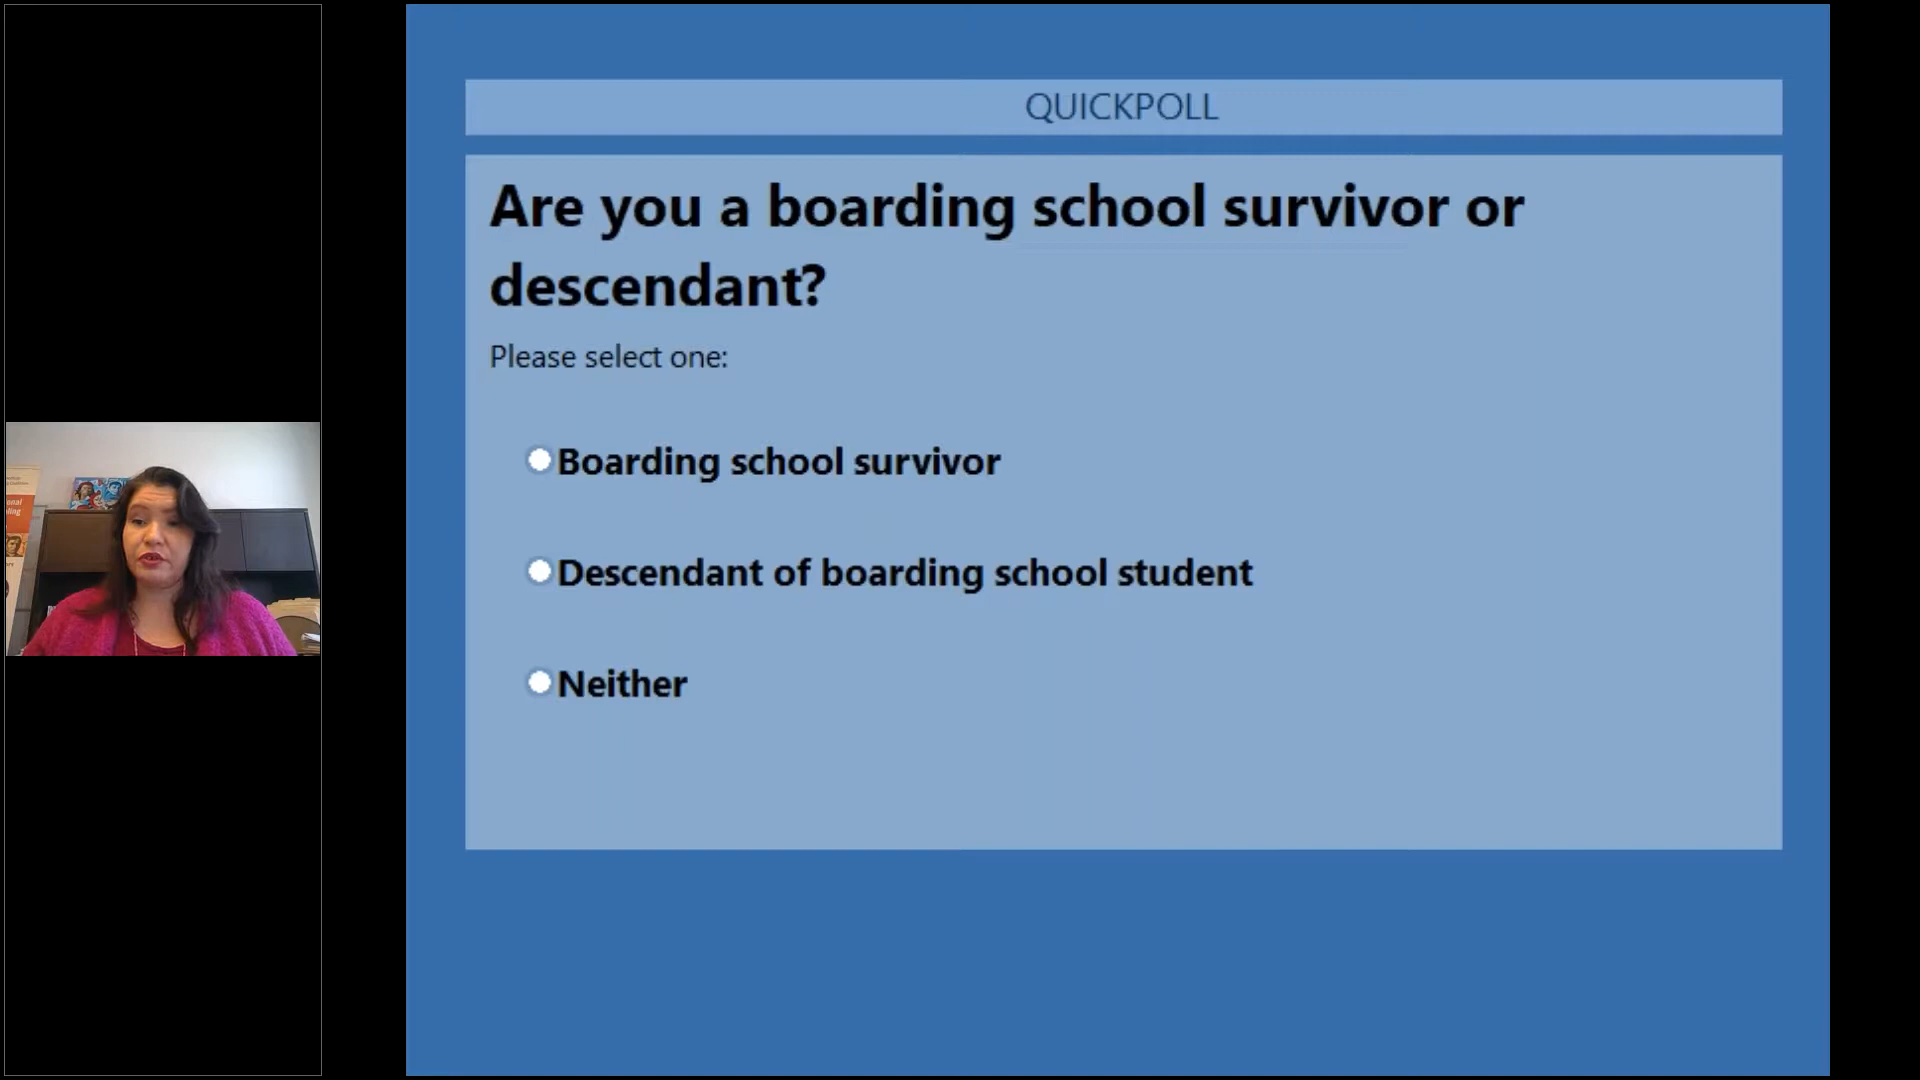 QUICKPOLL
Are you a boarding school survivor or
descendant?
Please select one:
Boarding school survivor
Descendant of boarding school student
Neither